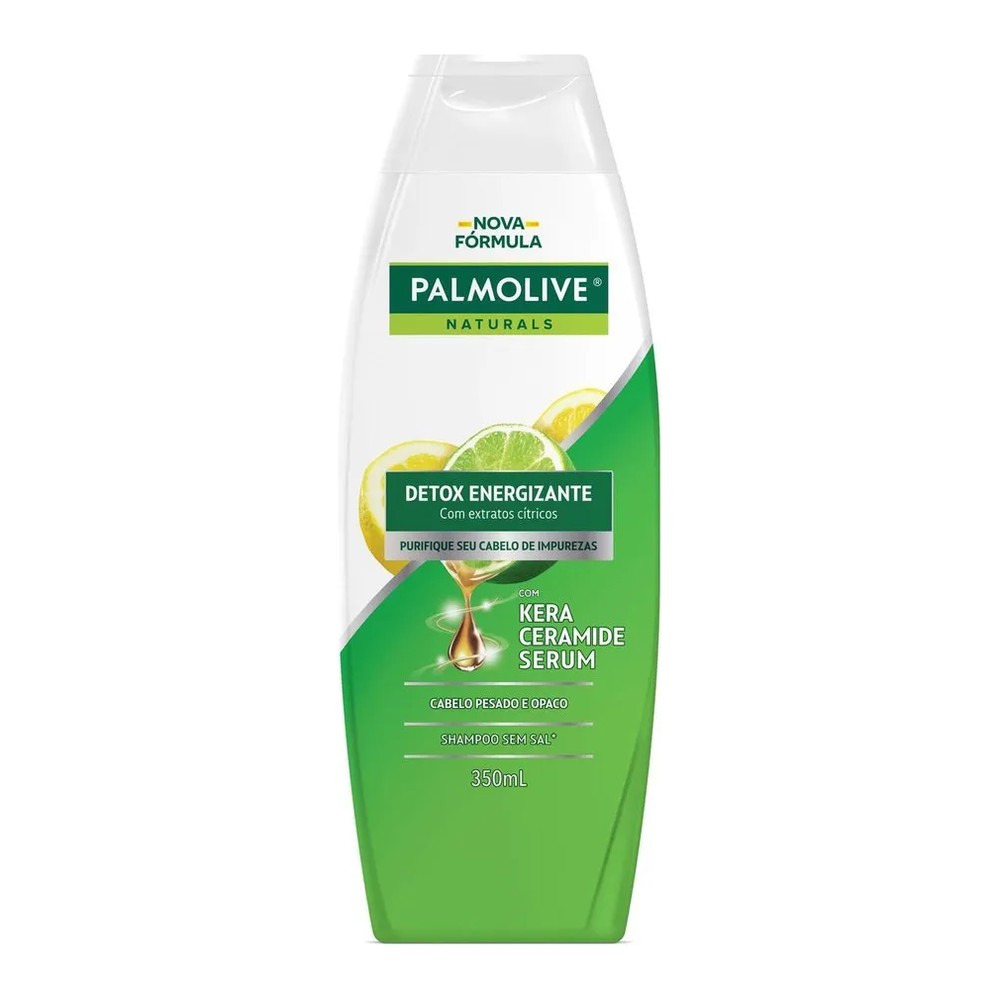 NOVA
FÓRMULA
PALMOLIVE®
NATURALS
DETOX ENERGIZANTE
Com extratos cítricos
PURIFIQUE SEU CABELO DE IMPUREZAS
COM
KERA
CERAMIDE
SERUM
CABELO PESADO E OPACO
SHAMPOO SEM SAL*
350mL